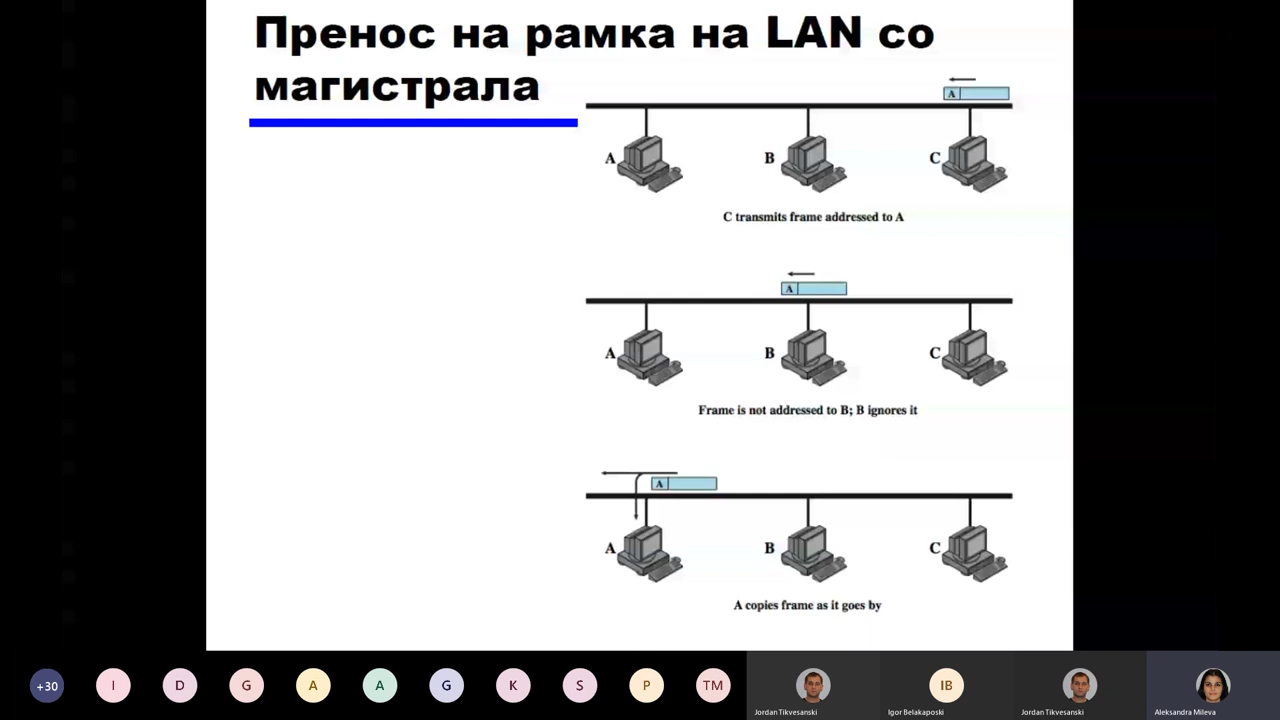 Пренос на рамка на LAN со
магистрала
A
A
B
C
C transmits frame addressed to A
A
A
B
C
Frame is not addressed to B; B ignores it
A
A
B
C
A copies frame as it goes by
+30
I
D
G
A
A
G
K
S
P
TM
IB
Jordan Tikvesanski
Igor Belakaposki
Jordan Tikvesanski
Aleksandra Mileva